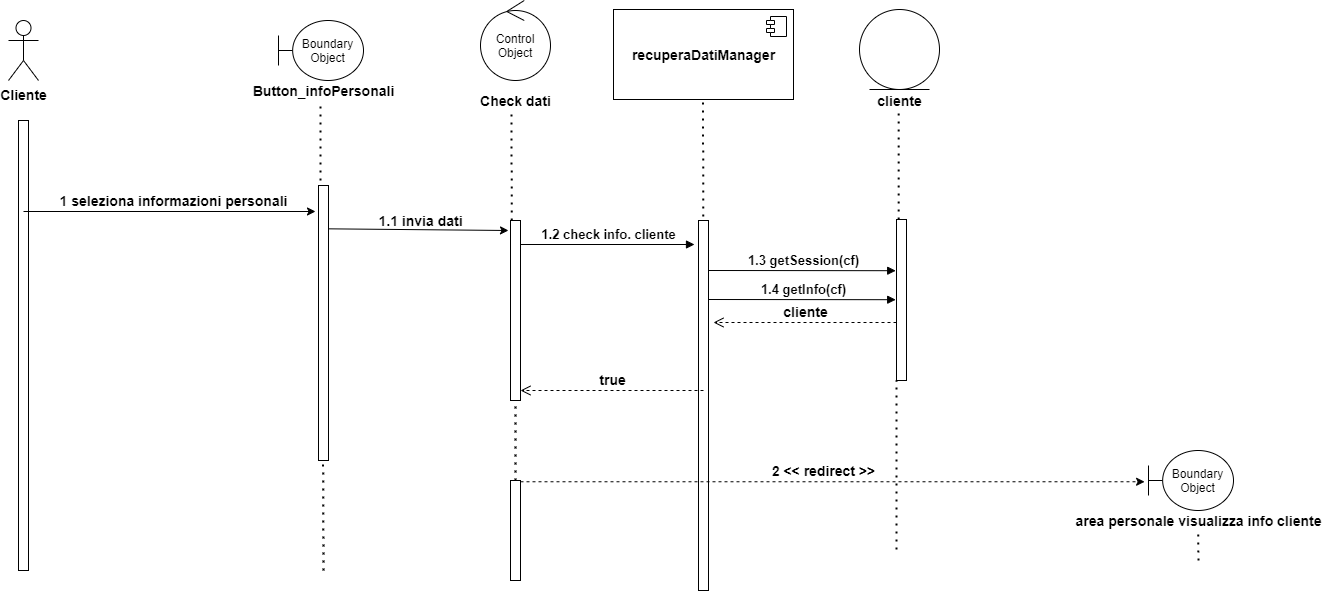 Cliente
Boundary
Object
Button_infoPersonali
Control
Object
Check dati
recuperaDatiManager
cliente
1 seleziona informazioni personali
1.1 invia dati
1.2 check info. cliente
1.3 getSession(cf)
1.4 getInfo(cf)
cliente
true
2 << redirect >>
Boundary
Object
area personale visualizza info cliente